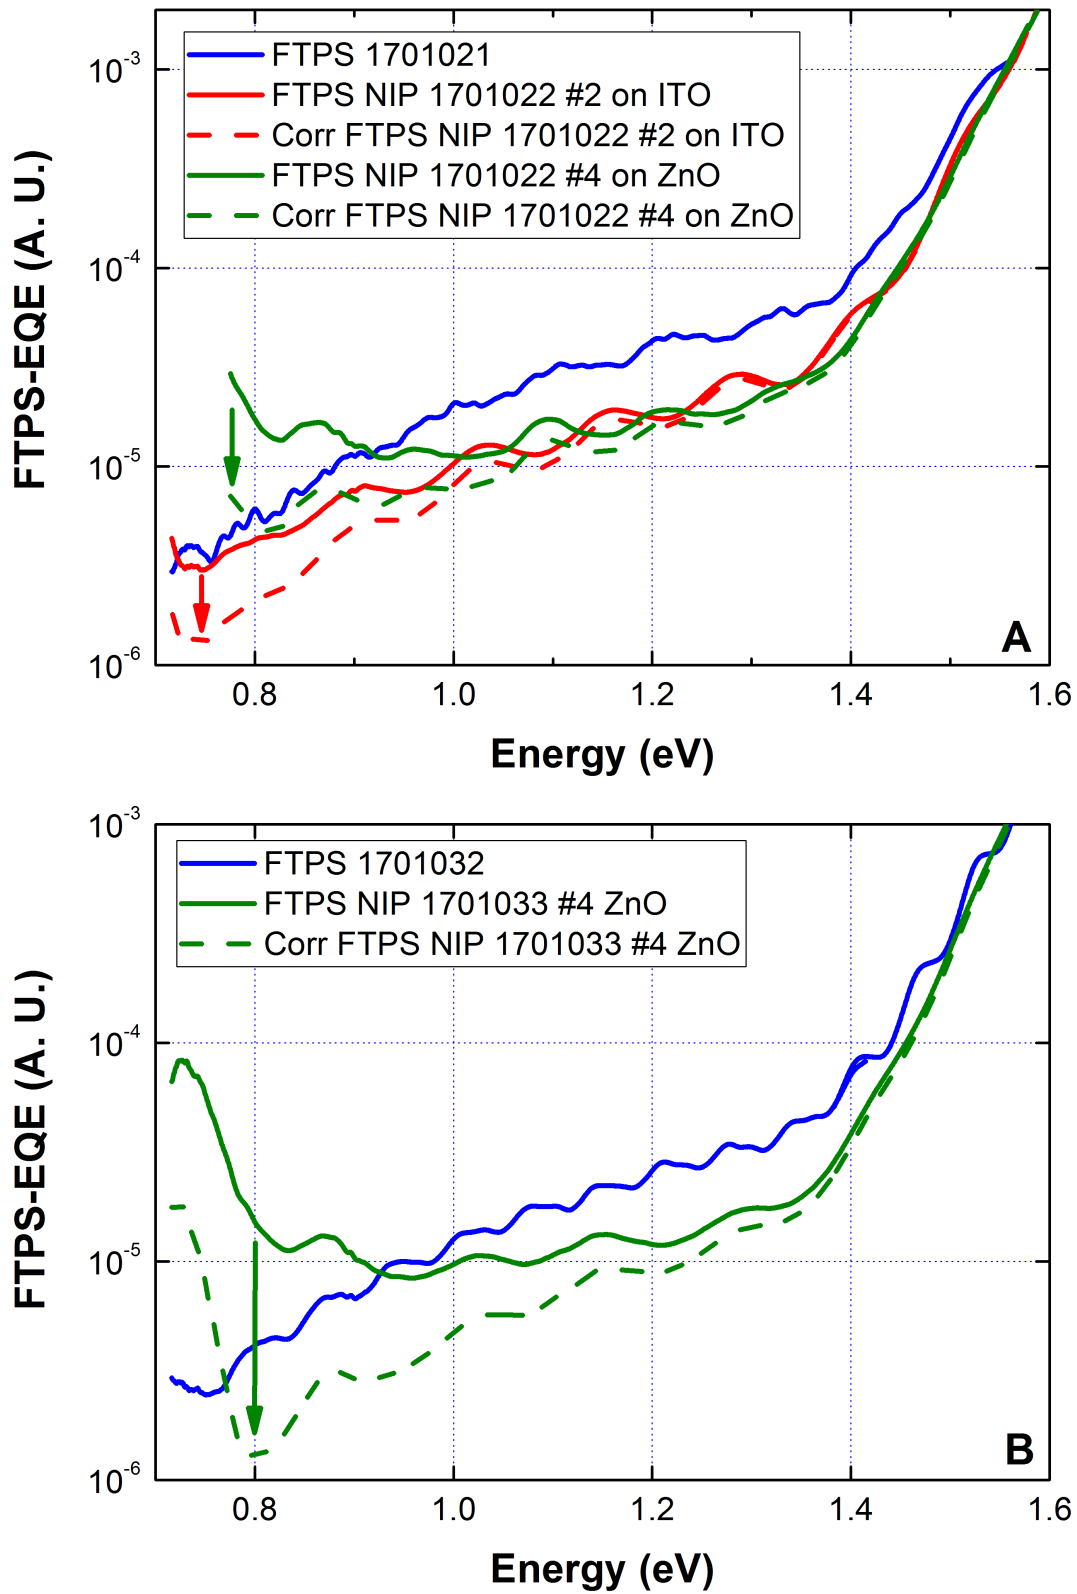 FTPS 1701021
FTPS NIP 1701022 #2 on ITO
Corr FTPS NIP 1701022 #2 on ITO
FTPS NIP 1701022 #4 on ZnO
Corr FTPS NIP 1701022 #4 on ZnO
FTPS-EQE (A. U.)
10-3
10-4
10-5
10-6
A
0.8 1.0 1.2 1.4 1.6
Energy (eV)
FTPS 1701032
FTPS NIP 1701033 #4 ZnO
Corr FTPS NIP 1701033 #4 ZnO
FTPS-EQE (A. U.)
10-3
10-4
10-5
10-6
B
0.8 1.0 1.2 1.4 1.6
Energy (eV)